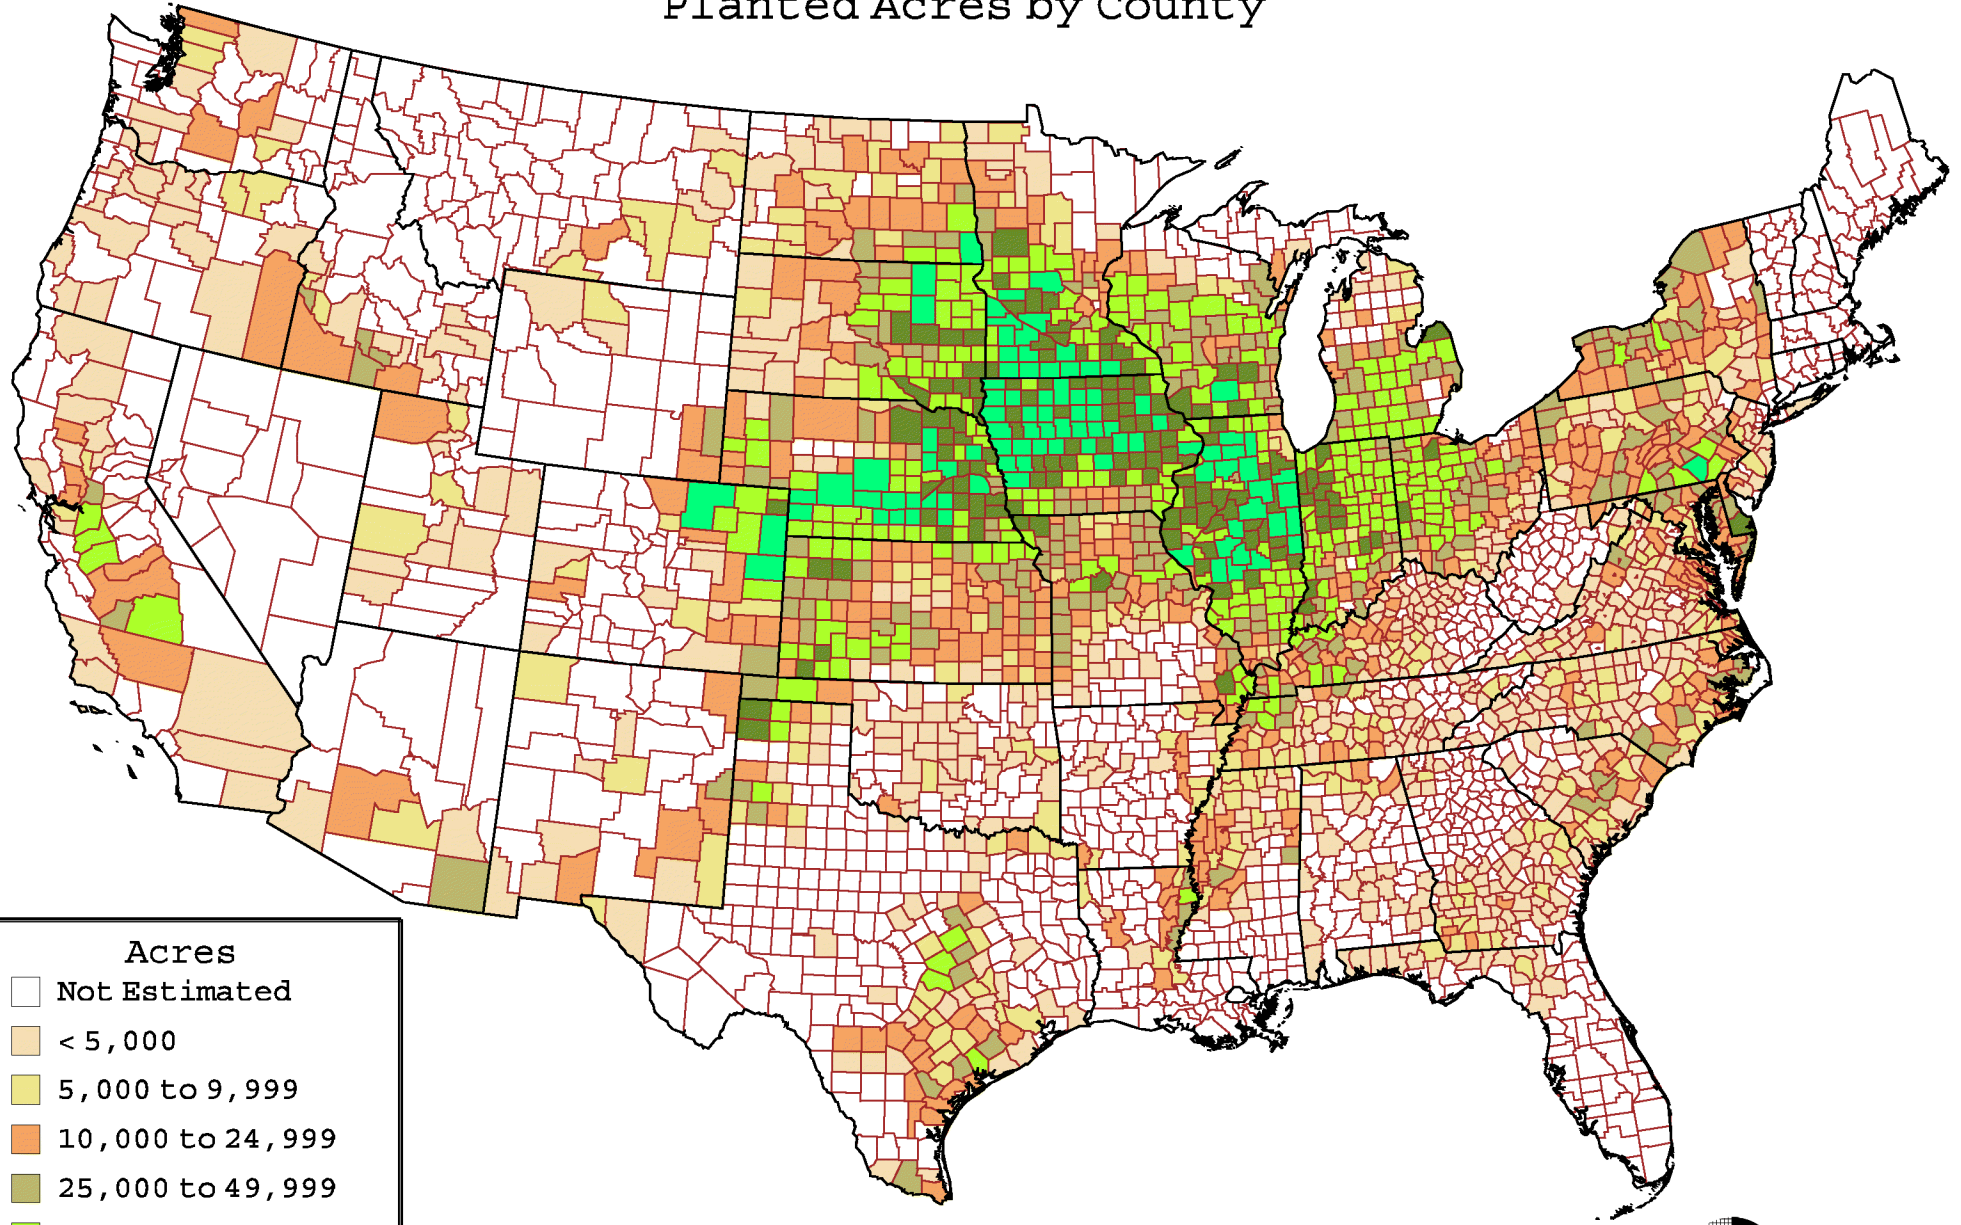 Planted Acres by County
Acres
Not Estimated
< 5,000
5,000 to 9,999
10,000 to 24,999
25,000 to 49,999